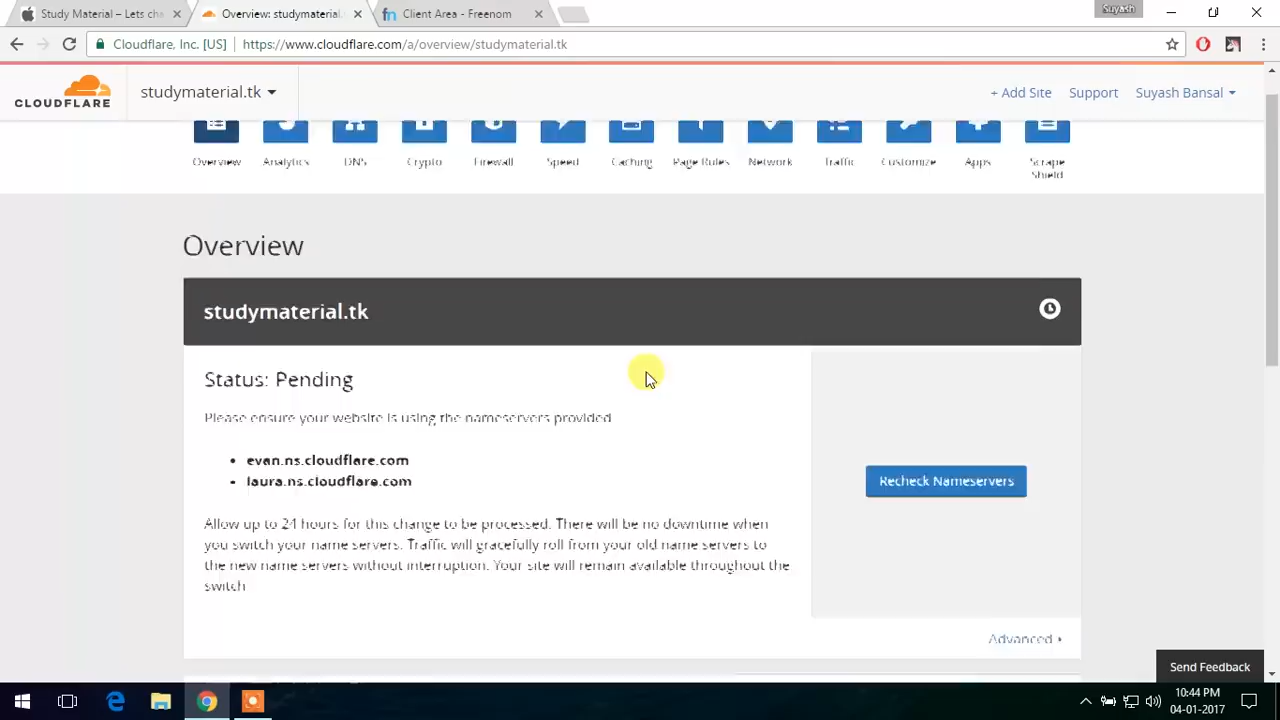 Study Material – Lets cha
Overview: studymaterial.
Client Area - Freenom
Suyash
Cloudflare, Inc. [US]
https://www.cloudflare.com/a/overview/studymaterial.tk
CLOUDFLARE
studymaterial.tk
+ Add Site
Support
Suyash Bansal
Overview
Analytics
DNS
Crypto
Firewall
Speed
Caching
Page Rules
Network
Traffic
Customize
Apps
Scrape
Shield
Overview
studymaterial.tk
Status: Pending
Please ensure your website is using the nameservers provided
• evan.ns.cloudflare.com
• laura.ns.cloudflare.com
Recheck Nameservers
Allow up to 24 hours for this change to be processed. There will be no downtime when
you switch your name servers. Traffic will gracefully roll from your old name servers to
the new name servers without interruption. Your site will remain available throughout the
switch
Advanced
Send Feedback
10:44 PM
04-01-2017